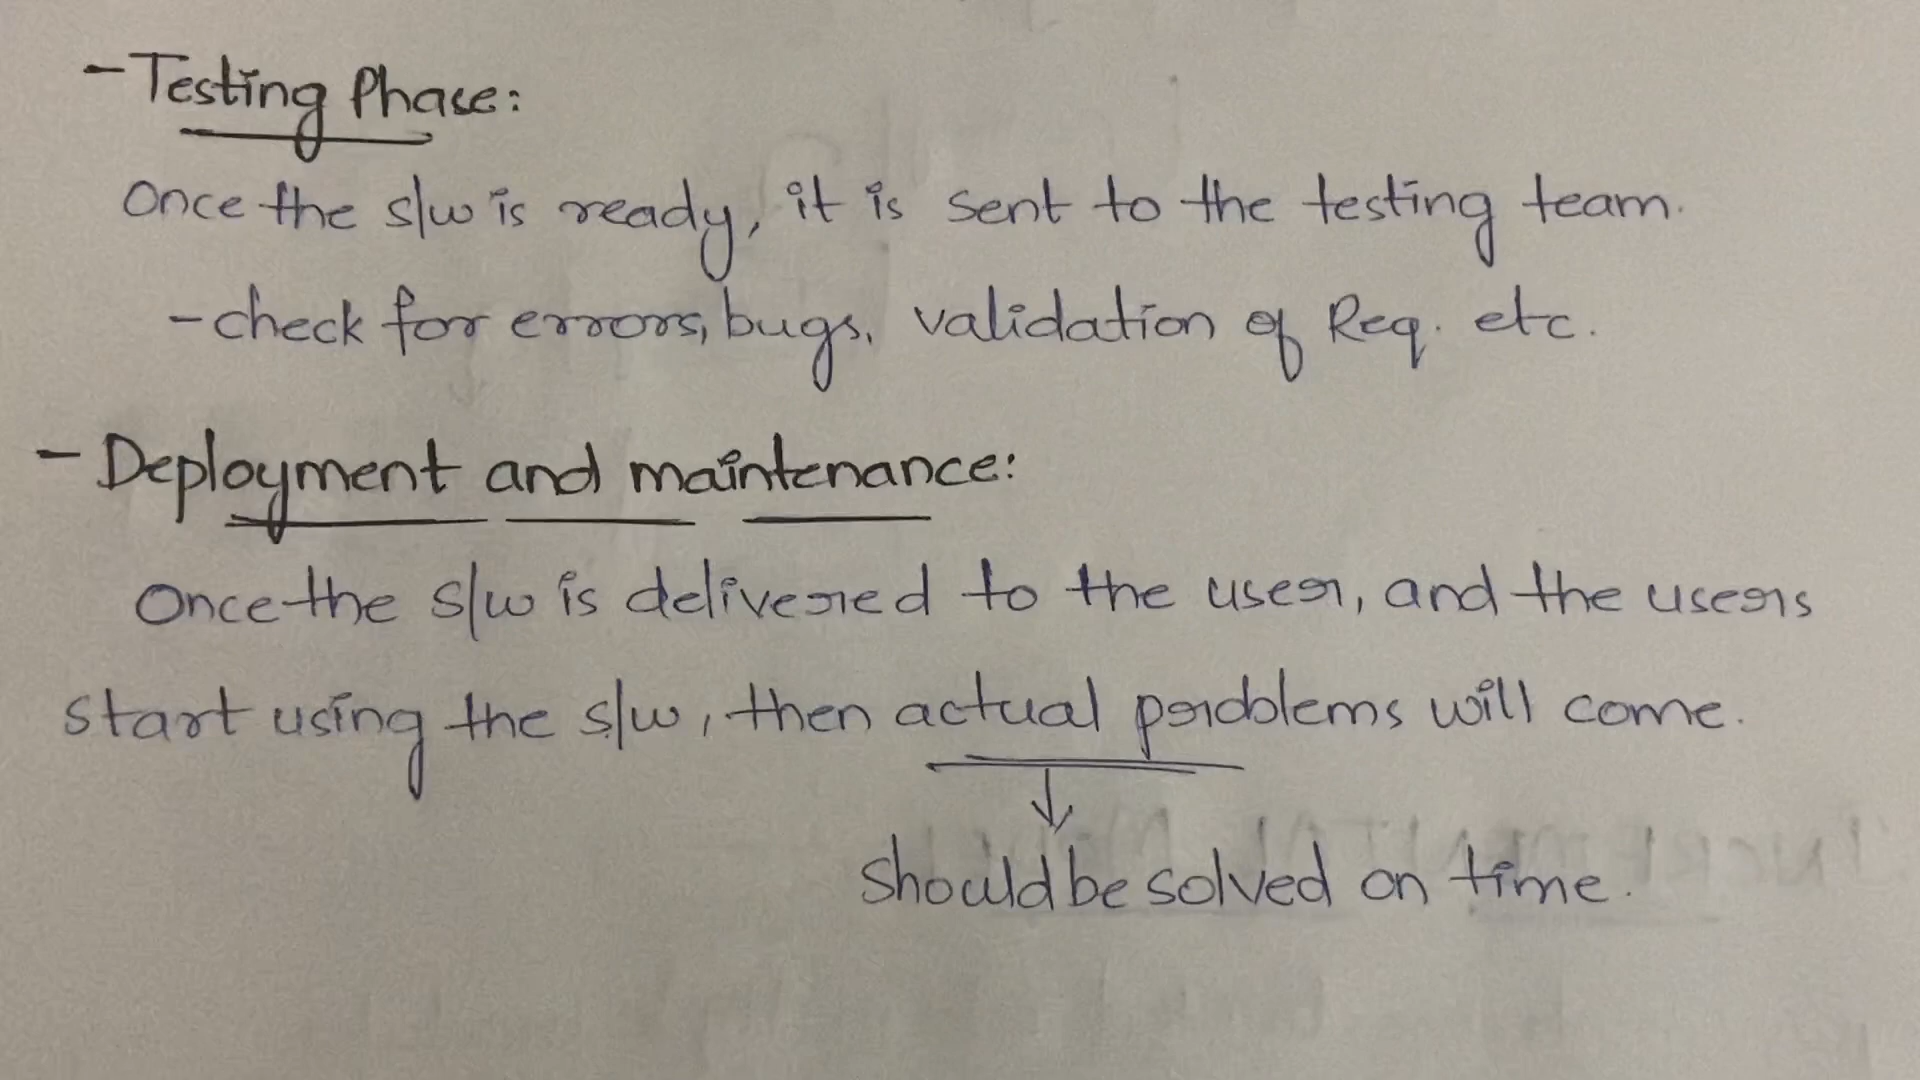 - Testing Phase:
Once the s/w is ready, it is sent to the testing team.
- check for errors, bugs, validation of Req. etc.
- Deployment and maintenance:
Once the s/w is delivered to the user, and the users
start using the s/w, then actual problems will come.
↓
should be solved on time.